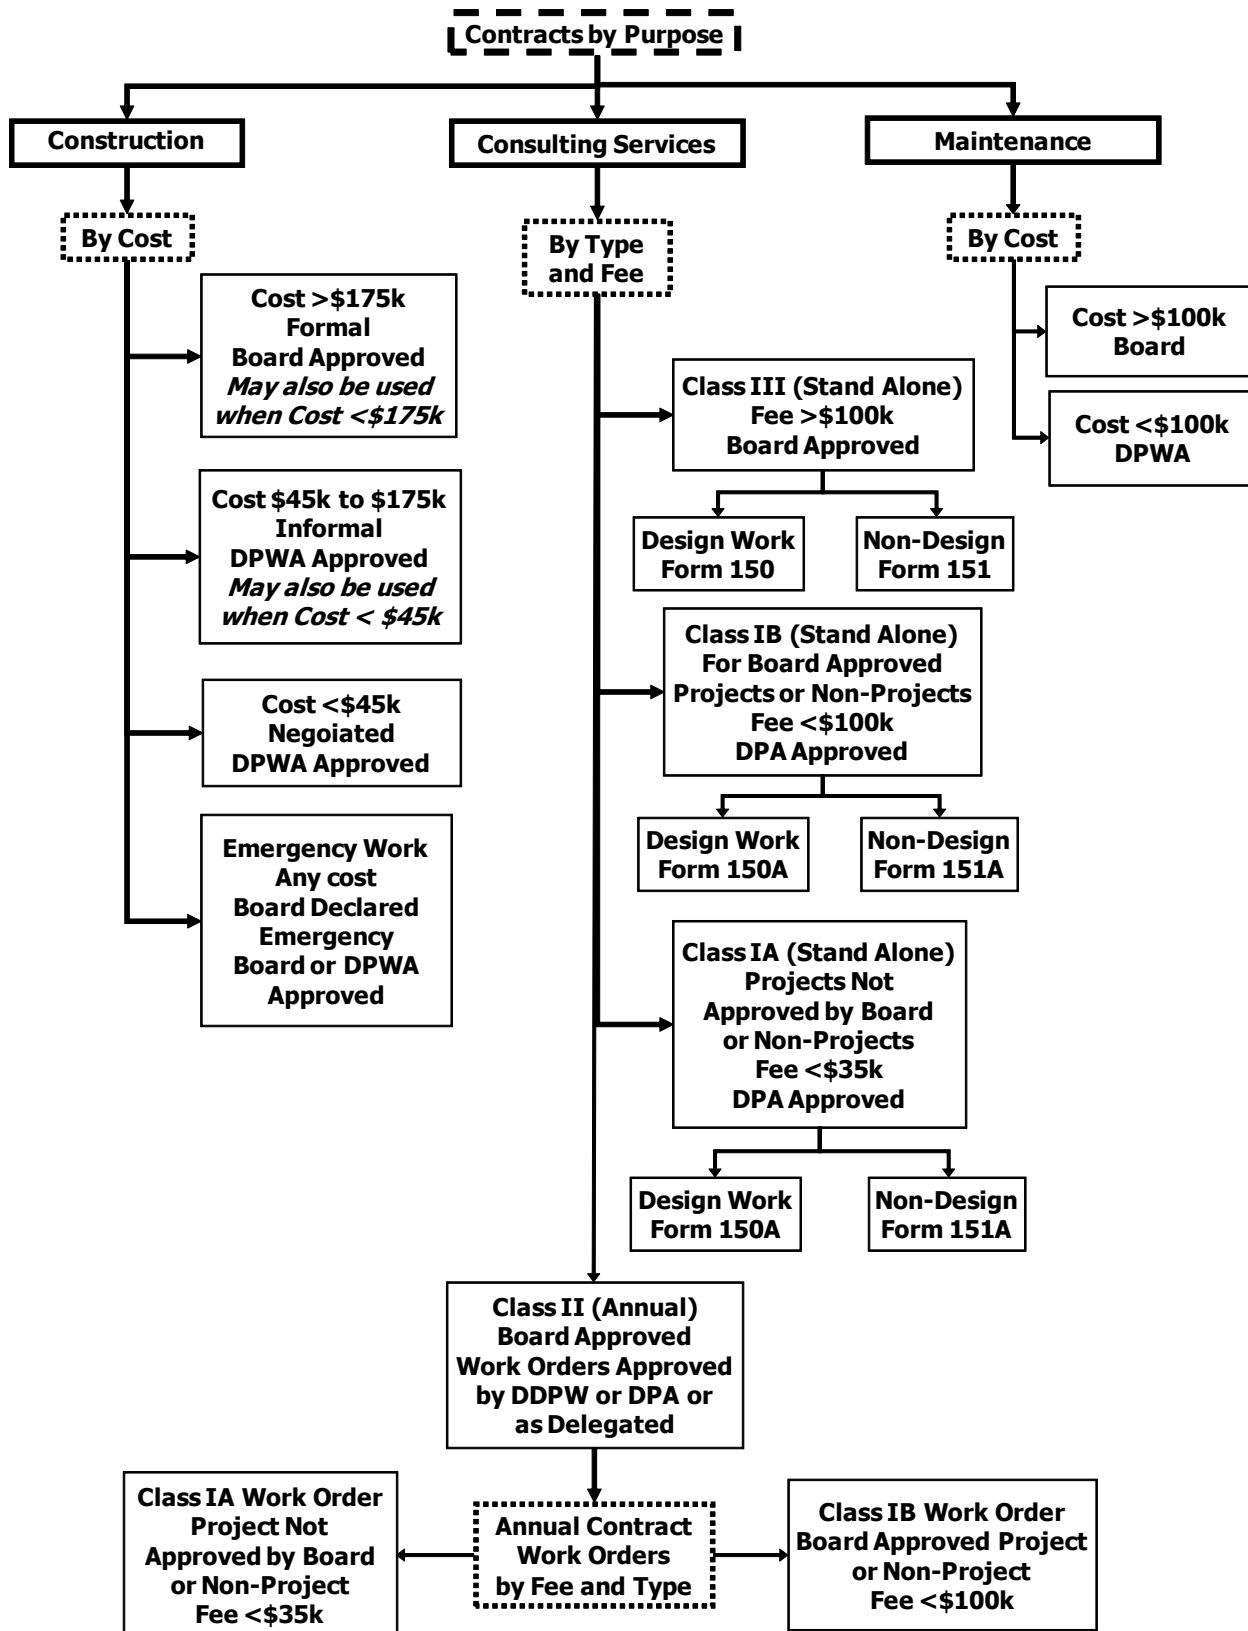 Contracts by Purpose
Construction
Consulting Services
Maintenance
By Cost
By Type
and Fee
By Cost
Cost >$175k
Formal
Board Approved
May also be used
when Cost <$175k
Cost $45k to $175k
Informal
DPWA Approved
May also be used
when Cost < $45k
Cost <$45k
Negoiated
DPWA Approved
Emergency Work
Any cost
Board Declared
Emergency
Board or DPWA
Approved
Class III (Stand Alone)
Fee >$100k
Board Approved
Design Work
Form 150
Non-Design
Form 151
Class IB (Stand Alone)
For Board Approved
Projects or Non-Projects
Fee <$100k
DPA Approved
Design Work
Form 150A
Non-Design
Form 151A
Class IA (Stand Alone)
Projects Not
Approved by Board
or Non-Projects
Fee <$35k
DPA Approved
Design Work
Form 150A
Non-Design
Form 151A
Cost >$100k
Board
Cost <$100k
DPWA
Class II (Annual)
Board Approved
Work Orders Approved
by DDPW or DPA or
as Delegated
Class IA Work Order
Project Not
Approved by Board
or Non-Project
Fee <$35k
Annual Contract
Work Orders
by Fee and Type
Class IB Work Order
Board Approved Project
or Non-Project
Fee <$100k